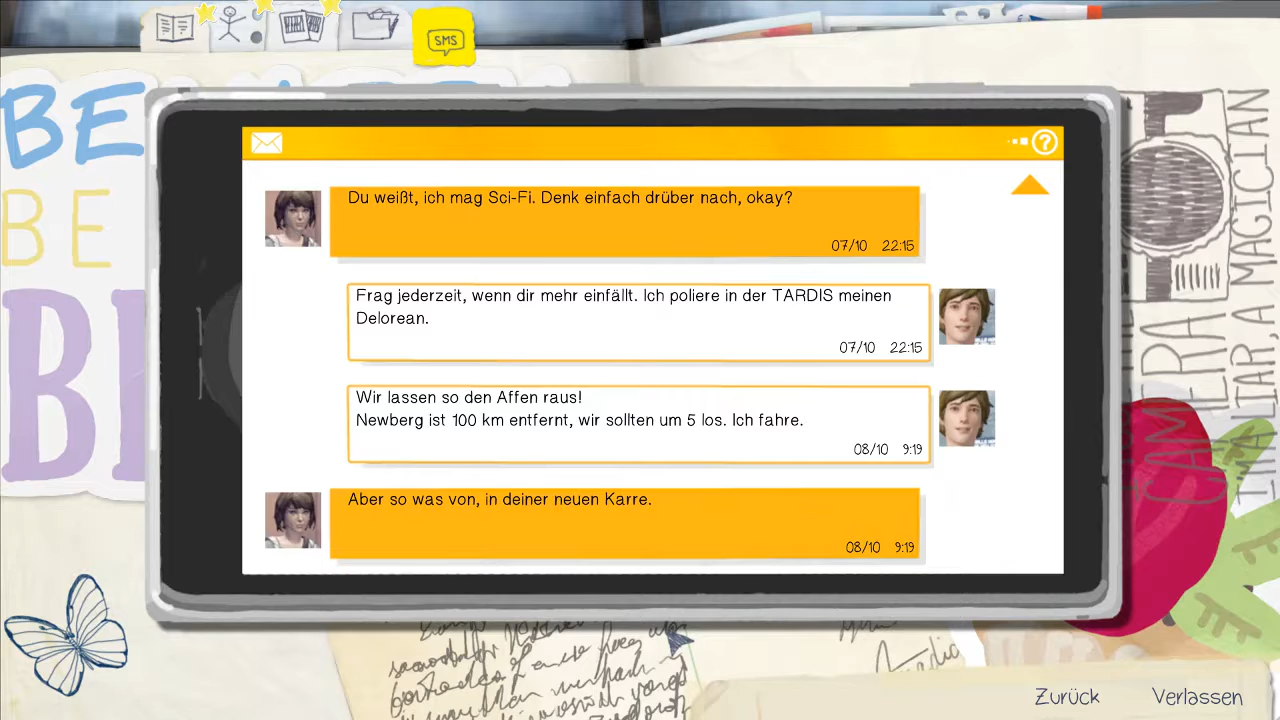 SMS
BE
BE
Du weißt, ich mag Sci-Fi. Denk einfach drüber nach, okay?
07/10 22:15
Frag jederzeit, wenn dir mehr einfällt. Ich poliere in der TARDIS meinen
Delorean.
07/10 22:15
Wir lassen so den Affen raus!
Newberg ist 100 km entfernt, wir sollten um 5 los. Ich fahre.
08/10 9:19
Aber so was von, in deiner neuen Karre.
08/10 9:19
CAMERA
LIAR, A MAGICIAN
Zurück Verlassen